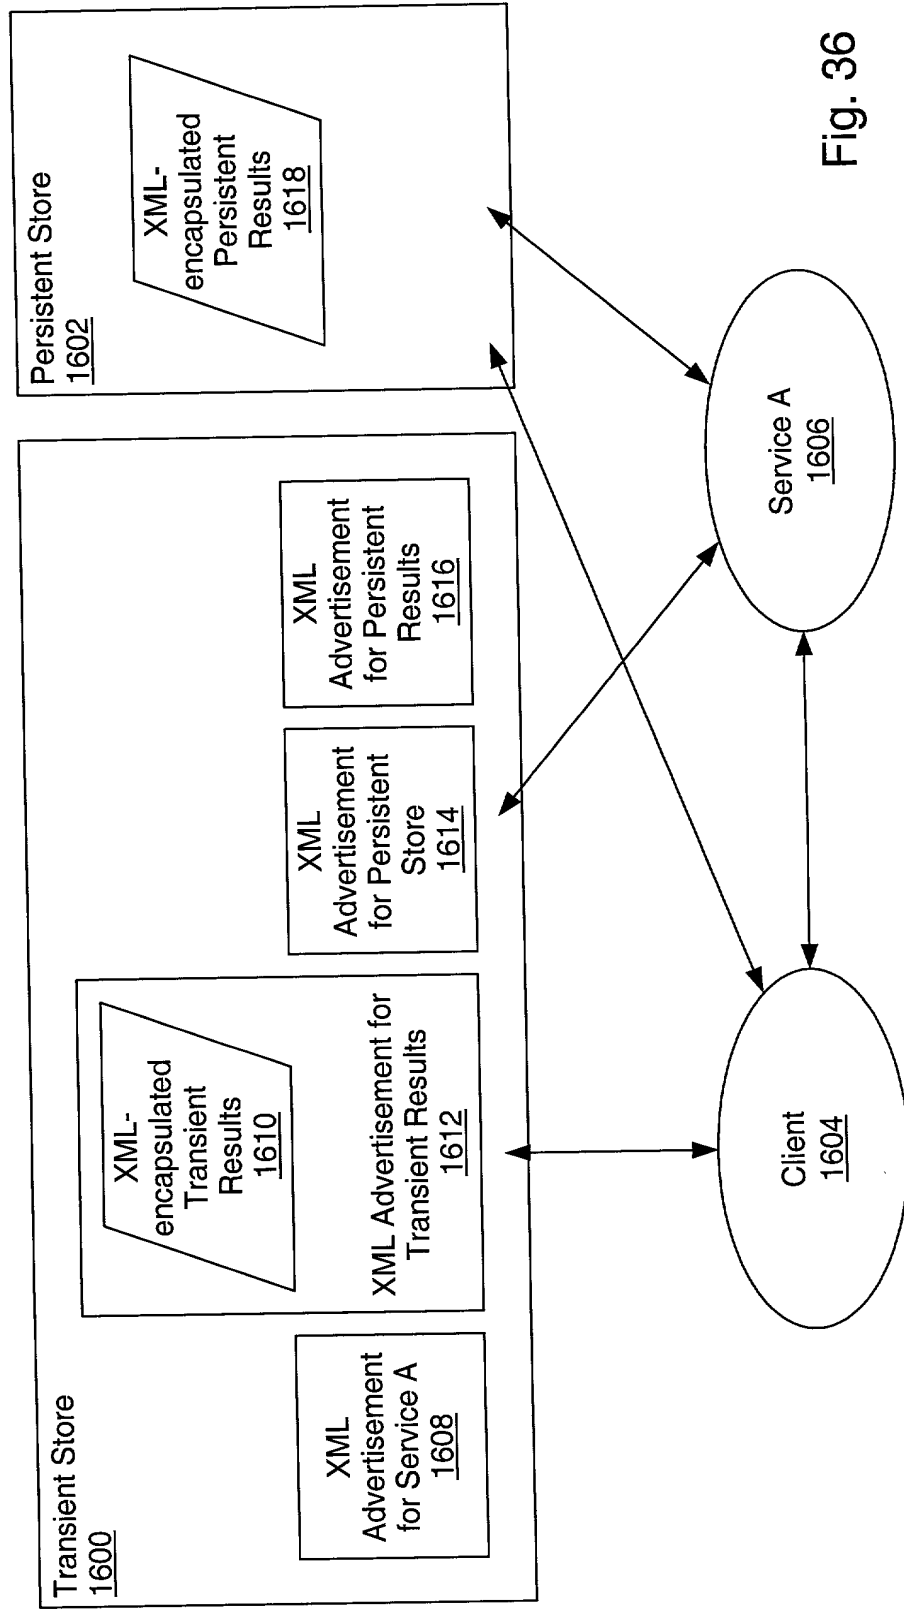 Transient Store
1600
XML
Advertisement
for Service A
1608
XML-
encapsulated
Transient
Results
1610
XML Advertisement for
Transient Results
1612
XML
Advertisement
for Persistent
Store
1614
XML
Advertisement
for Persistent
Results
1616
Persistent Store
1602
XML-
encapsulated
Persistent
Results
1618
Client
1604
Service A
1606
Fig. 36